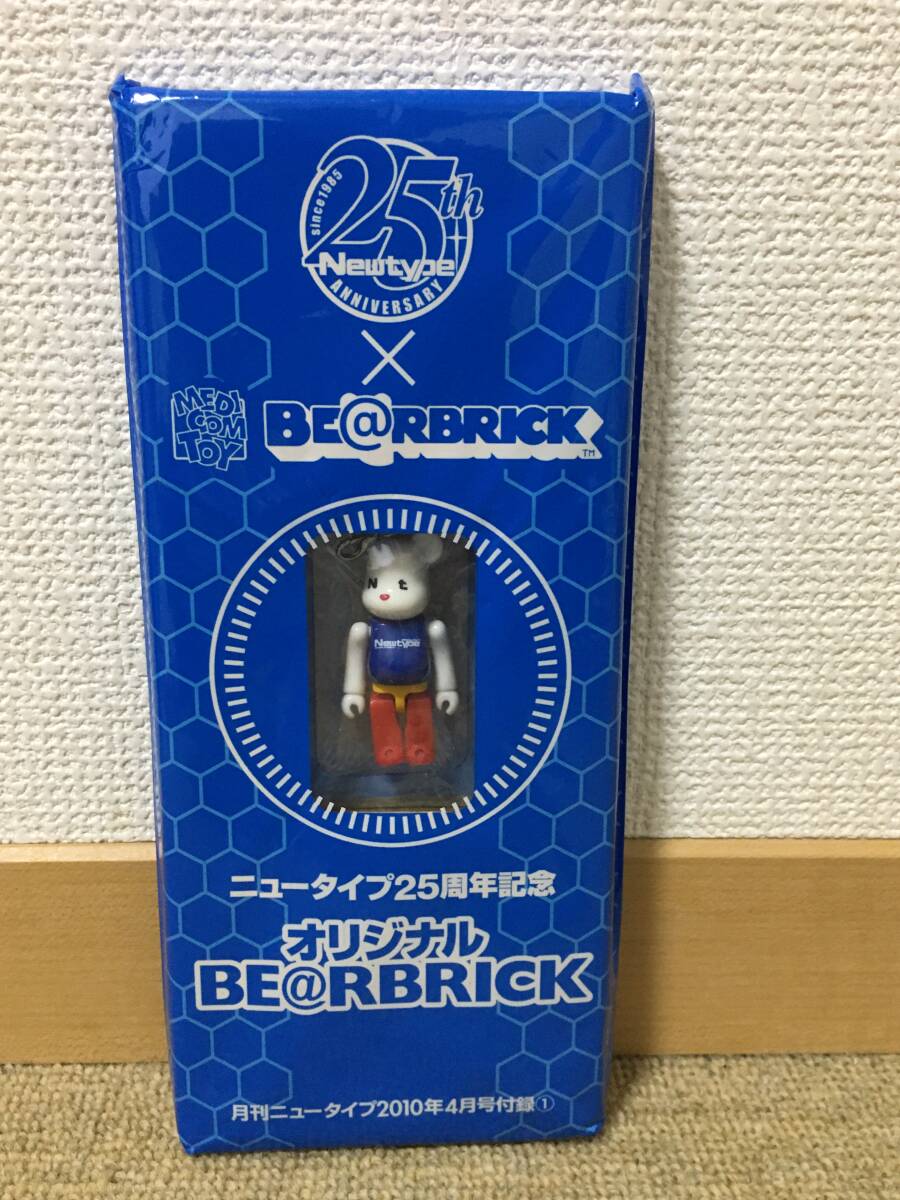 since1985
25th
Newtype
ANNIVERSARY
×
MEDI
COM
TOY
BE@RBRICK
TM
N t
Newtype
ニュータイプ25周年記念
オリジナル
BE@RBRICK
月刊ニュータイプ2010年4月号付録①